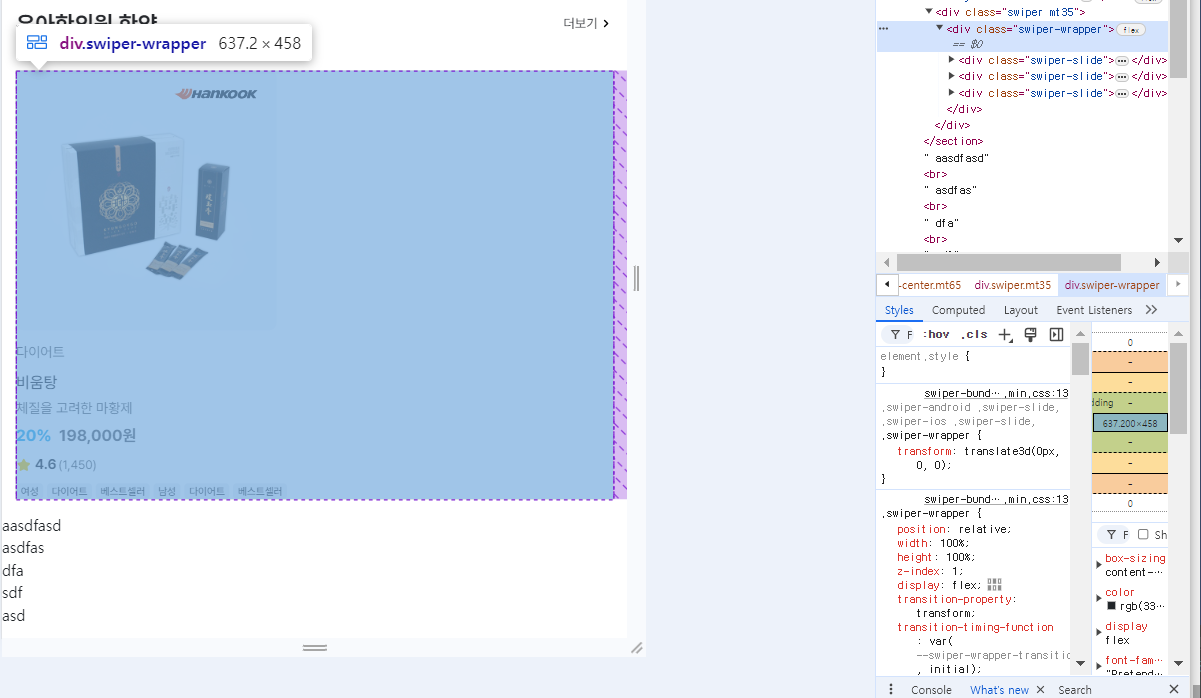 유아한의원 한약
더보기
div.swiper-wrapper 637.2 × 458
HANKOOK
다이어트
비움탕
체질을 고려한 마황제
20% 198,000원
4.6 (1,450)
여성 다이어트 베스트셀러 남성 다이어트 베스트셀러
aasdfasd
asdfas
dfa
sdf
asd
<div class="swiper mt35">
<div class="swiper-wrapper"> flex
== $0
<div class="swiper-slide">⋯</div>
<div class="swiper-slide">⋯</div>
<div class="swiper-slide">⋯</div>
</div>
</div>
</section>
" aasdfasd"
<br>
" asdfas"
<br>
" dfa"
<br>
-center.mt65 div.swiper.mt35 div.swiper-wrapper
Styles Computed Layout Event Listeners
F :hov .cls
element.style {
}
swiper-bund⋯.min.css:13
.swiper-android .swiper-slide,
.swiper-ios .swiper-slide,
.swiper-wrapper {
transform: translate3d(0px,
0, 0);
}
swiper-bund⋯.min.css:13
.swiper-wrapper {
position: relative;
width: 100%;
height: 100%;
z-index: 1;
display: flex;
transition-property:
transform;
transition-timing-function
: var(
--swiper-wrapper-transitio
, initial);
0
-
-
dding -
637.200×458
-
-
-
0
F Sh
box-sizing
content-⋯
color
rgb(33⋯
display
flex
font-fam⋯
"Pretend
Console What's new Search